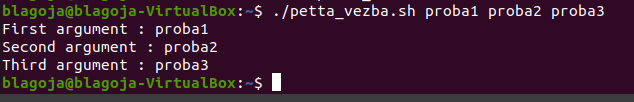 blagoja@blagoja-VirtualBox:~$ ./petta_vezba.sh proba1 proba2 proba3
First argument : proba1
Second argument : proba2
Third argument : proba3
blagoja@blagoja-VirtualBox:~$